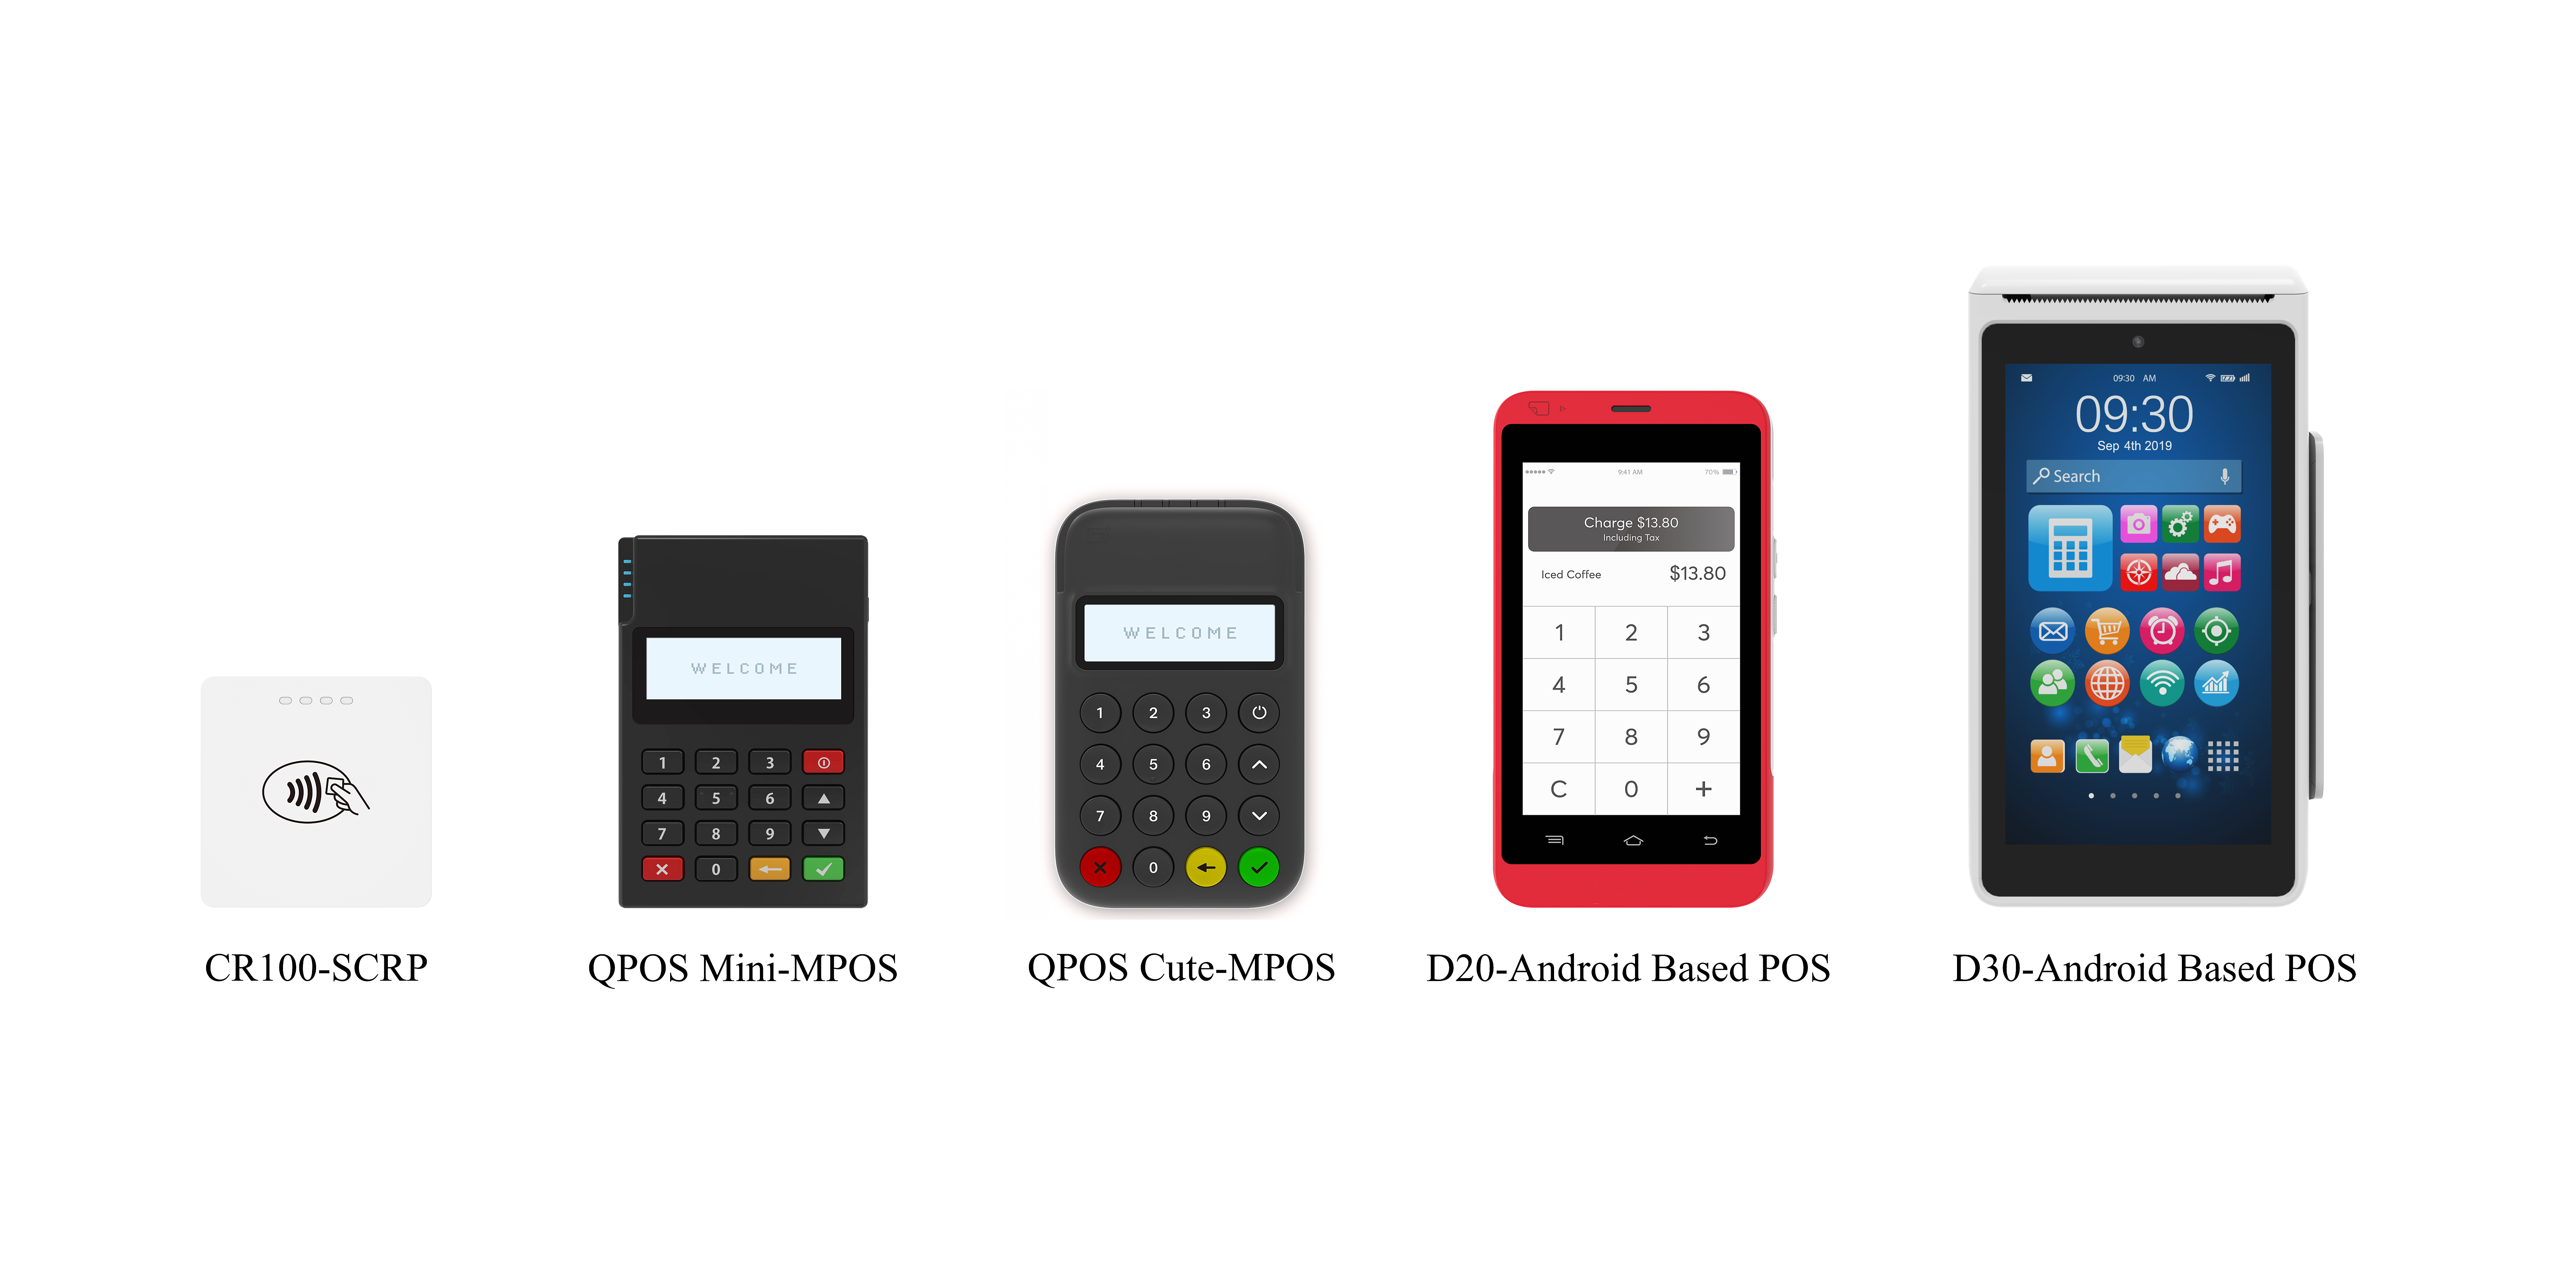 WELCOME
1 2 3
4 5 6
7 8 9
0
WELCOME
1 2 3
4 5 6
7 8 9
0
9:41 AM 70%
Charge $13.80
Including Tax
Iced Coffee $13.80
1 2 3
4 5 6
7 8 9
C 0 +
09:30 AM
09:30
Sep 4th 2019
Search
CR100-SCRP
QPOS Mini-MPOS
QPOS Cute-MPOS
D20-Android Based POS
D30-Android Based POS